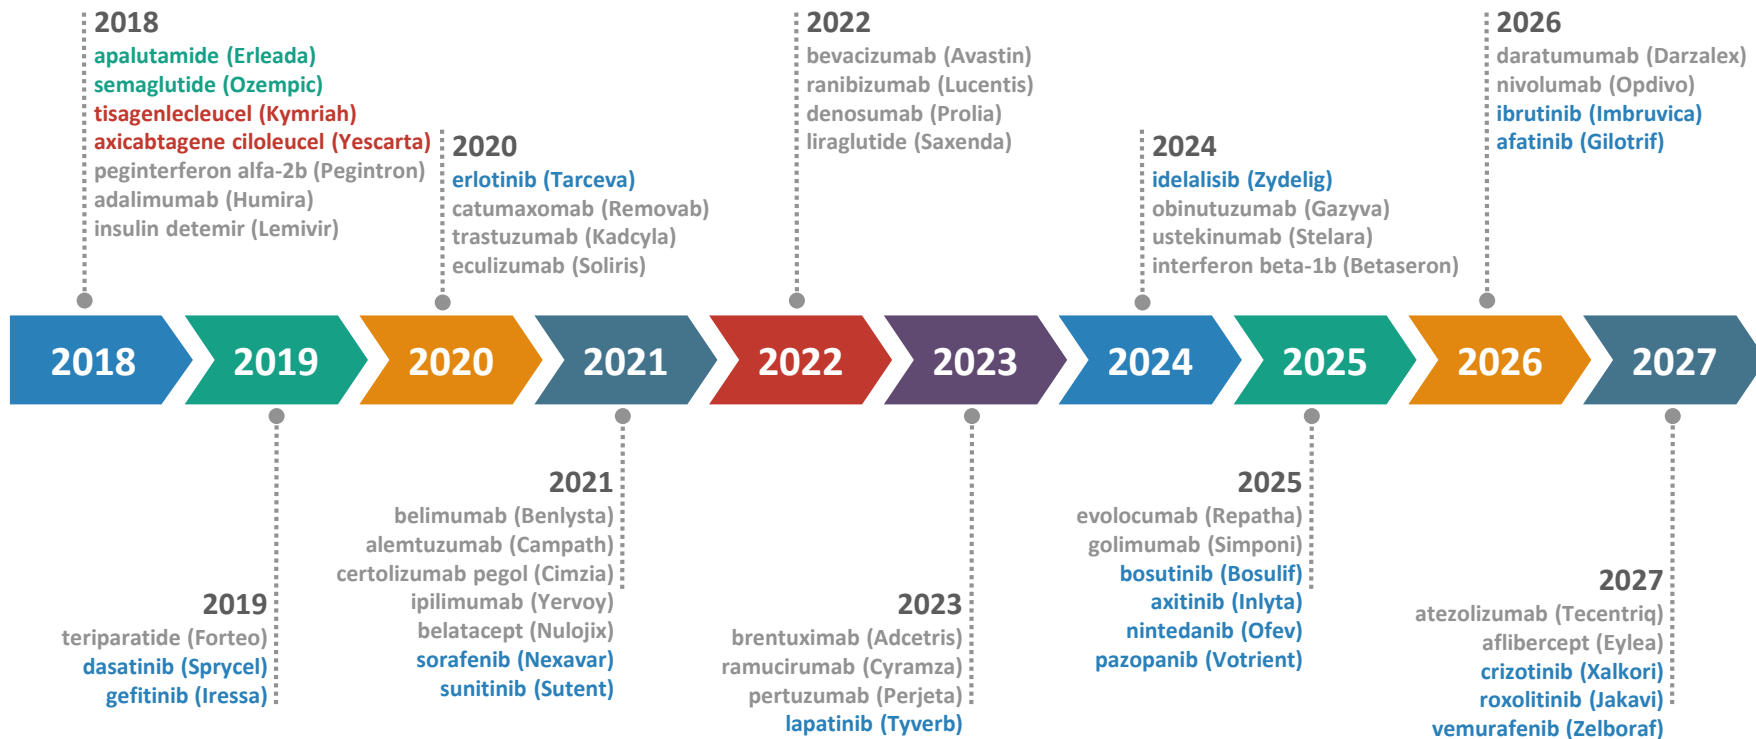 2018
apalutamide (Erleada)
semaglutide (Ozempic)
tisagenlecleucel (Kymriah)
axicabtagene ciloleucel (Yescarta)
peginterferon alfa-2b (Pegintron)
adalimumab (Humira)
insulin detemir (Lemivir)
2020
erlotinib (Tarceva)
catumaxomab (Removab)
trastuzumab (Kadcyla)
eculizumab (Soliris)
2022
bevacizumab (Avastin)
ranibizumab (Lucentis)
denosumab (Prolia)
liraglutide (Saxenda)
2024
idelalisib (Zydelig)
obinutuzumab (Gazyva)
ustekinumab (Stelara)
interferon beta-1b (Betaseron)
2026
daratumumab (Darzalex)
nivolumab (Opdivo)
ibrutinib (Imbruvica)
afatinib (Gilotrif)
2018 2019 2020 2021 2022 2023 2024 2025 2026 2027
2019
teriparatide (Forteo)
dasatinib (Sprycel)
gefitinib (Iressa)
2021
belimumab (Benlysta)
alemtuzumab (Campath)
certolizumab pegol (Cimzia)
ipilimumab (Yervoy)
belatacept (Nulojix)
sorafenib (Nexavar)
sunitinib (Sutent)
2023
brentuximab (Adcetris)
ramucirumab (Cyramza)
pertuzumab (Perjeta)
lapatinib (Tyverb)
2025
evolocumab (Repatha)
golimumab (Simponi)
bosutinib (Bosulif)
axitinib (Inlyta)
nintedanib (Ofev)
pazopanib (Votrient)
2027
atezolizumab (Tecentriq)
aflibercept (Eylea)
crizotinib (Xalkori)
roxolitinib (Jakavi)
vemurafenib (Zelboraf)